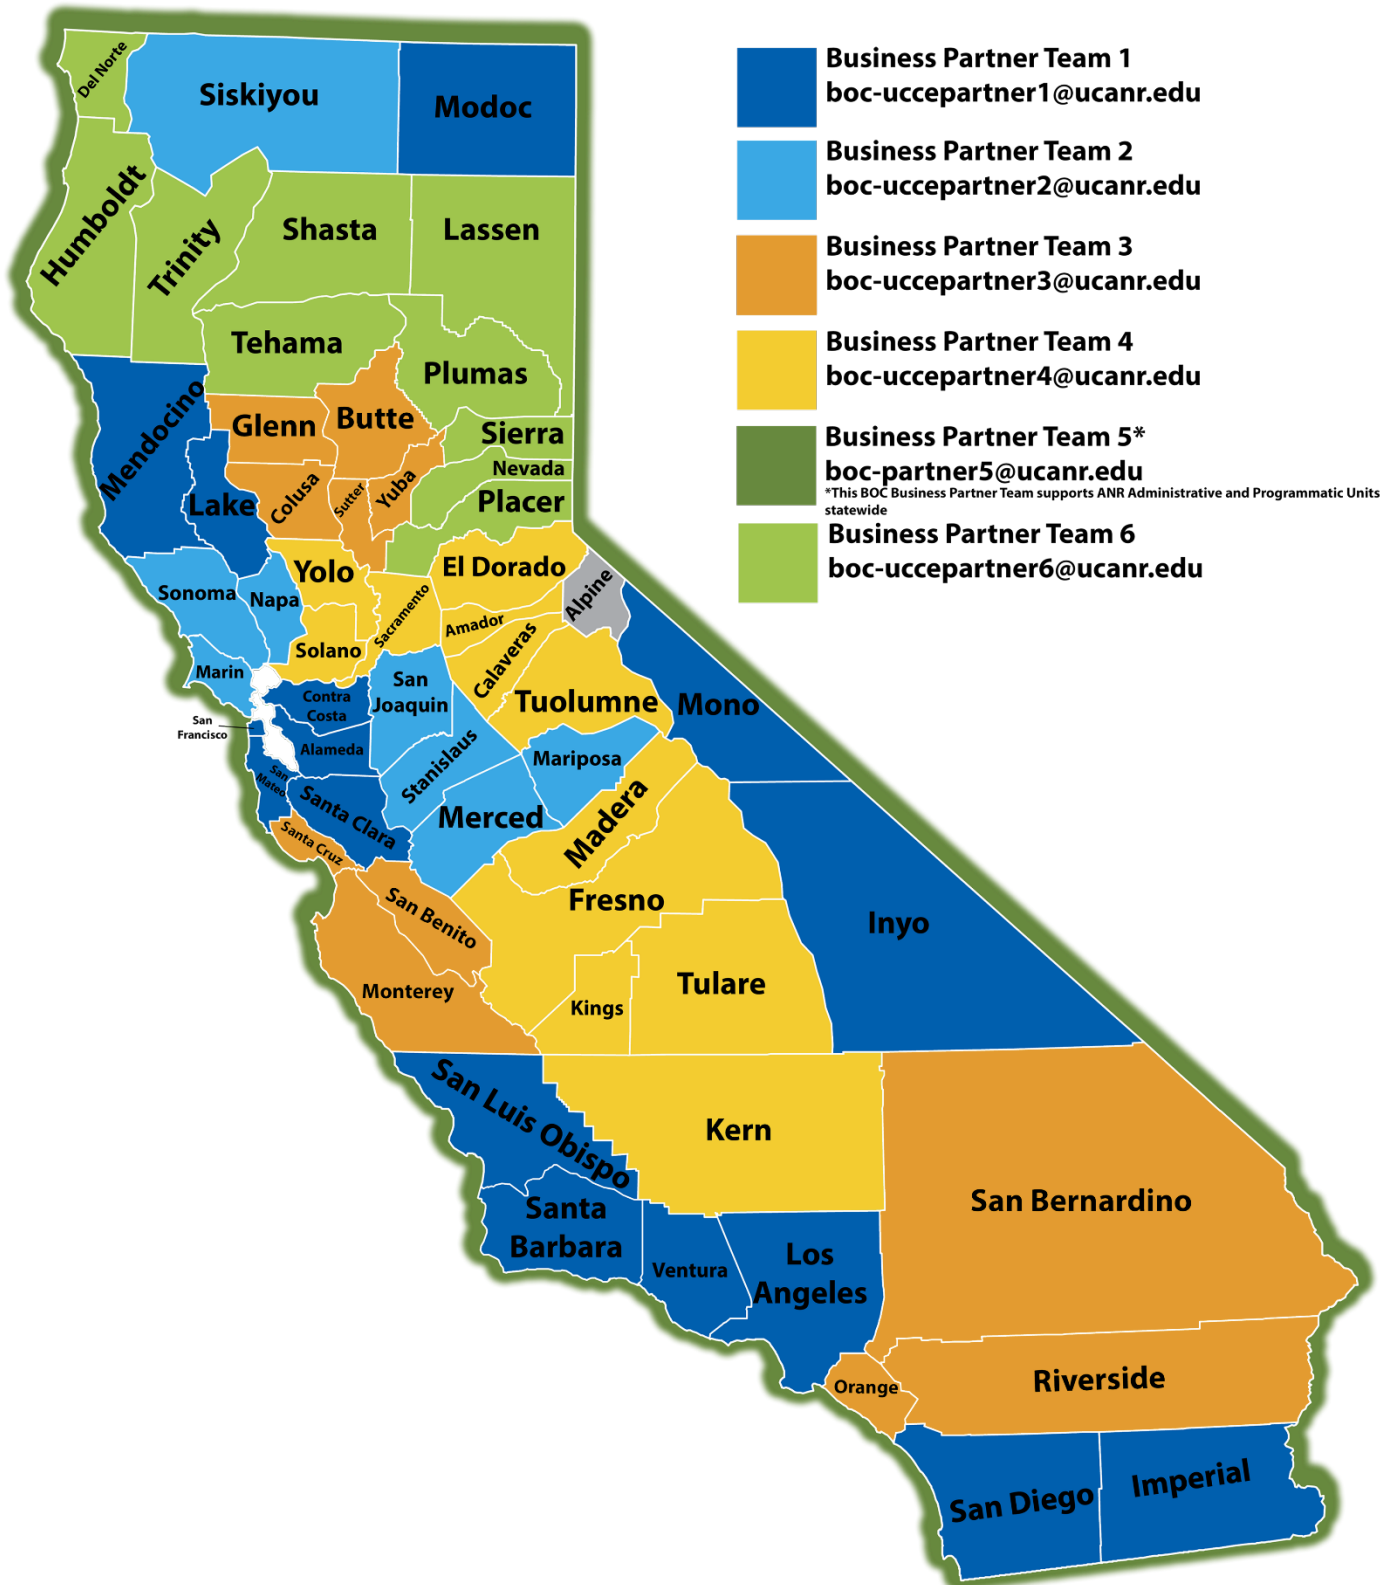 Business Partner Team 1
boc-uccepartner1@ucanr.edu
Business Partner Team 2
boc-uccepartner2@ucanr.edu
Business Partner Team 3
boc-uccepartner3@ucanr.edu
Business Partner Team 4
boc-uccepartner4@ucanr.edu
Business Partner Team 5*
boc-partner5@ucanr.edu
*This BOC Business Partner Team supports ANR Administrative and Programmatic Units
statewide
Business Partner Team 6
boc-uccepartner6@ucanr.edu
Del Norte
Siskiyou
Modoc
Humboldt
Trinity
Shasta
Lassen
Tehama
Plumas
Mendocino
Glenn
Butte
Sierra
Nevada
Placer
Lake
Colusa
Sutter
Yuba
El Dorado
Yolo
Sonoma
Napa
Sacramento
Alpine
Amador
Solano
Calaveras
Marin
San
Joaquin
Contra
Costa
Tuolumne
Mono
San
Francisco
Alameda
Stanislaus
Mariposa
San
Mateo
Santa Clara
Merced
Madera
Santa Cruz
Fresno
San Benito
Inyo
Monterey
Kings
Tulare
San Luis Obispo
Kern
Santa
Barbara
Ventura
Los
Angeles
San Bernardino
Orange
Riverside
San Diego
Imperial